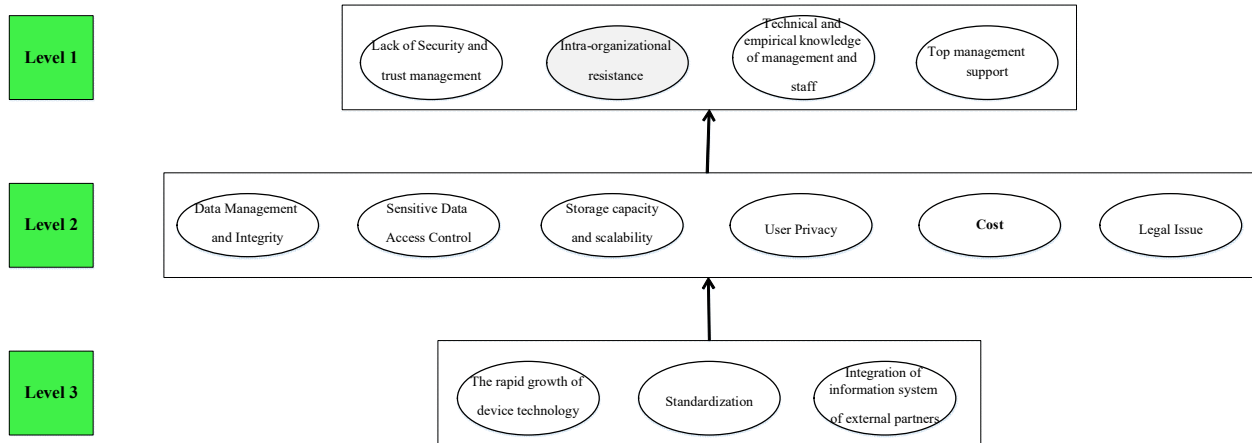 Level 1
Lack of Security and
trust management
Intra-organizational
resistance
Technical and
empirical knowledge
of management and
staff
Top management
support
Level 2
Data Management
and Integrity
Sensitive Data
Access Control
Storage capacity
and scalability
User Privacy
Cost
Legal Issue
Level 3
The rapid growth of
device technology
Standardization
Integration of
information system
of external partners